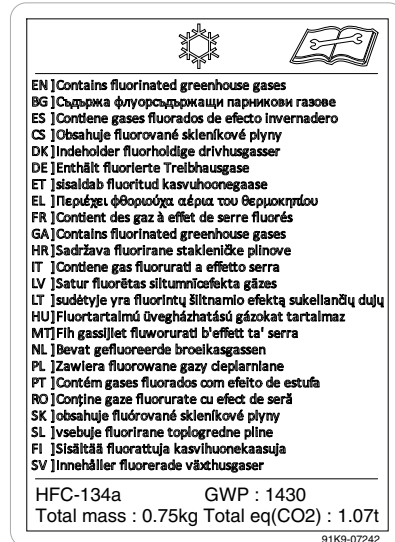 EN ]Contains fluorinated greenhouse gases
BG ]Съдържа флуорсъдържащи парникови газове
ES ]Contiene gases fluorados de efecto invernadero
CS ]Obsahuje fluorované skleníkové plyny
DK ]Indeholder fluorholdige drivhusgasser
DE ]Enthält fluorierte Treibhausgase
ET ]sisaldab fluoritud kasvuhoonegaase
EL ]Περιέχει φθοριούχα αέρια του θερμοκηπίου
FR ]Contient des gaz à effet de serre fluorés
GA]Contains fluorinated greenhouse gases
HR]Sadržava fluorirane stakleničke plinove
IT ]Contiene gas fluorurati a effetto serra
LV ]Satur fluorētas siltumnīcefekta gāzes
LT ]sudėtyje yra fluorintų šiltnamio efektą sukeliančių dujų
HU]Fluortartalmú üvegházhatású gázokat tartalmaz
MT]Fih gassijiet fluworurati b'effett ta' serra
NL ]Bevat gefluoreerde broeikasgassen
PL ]Zawiera fluorowane gazy cieplarniane
PT ]Contém gases fluorados com efeito de estufa
RO ]Conține gaze fluorurate cu efect de seră
SK ]obsahuje fluórované skleníkové plyny
SL ]vsebuje fluorirane toplogredne pline
FI ]Sisältää fluorattuja kasvihuonekaasuja
SV ]Innehåller fluorerade växthusgaser
HFC-134a GWP : 1430
Total mass : 0.75kg Total eq(CO2) : 1.07t
91K9-07242